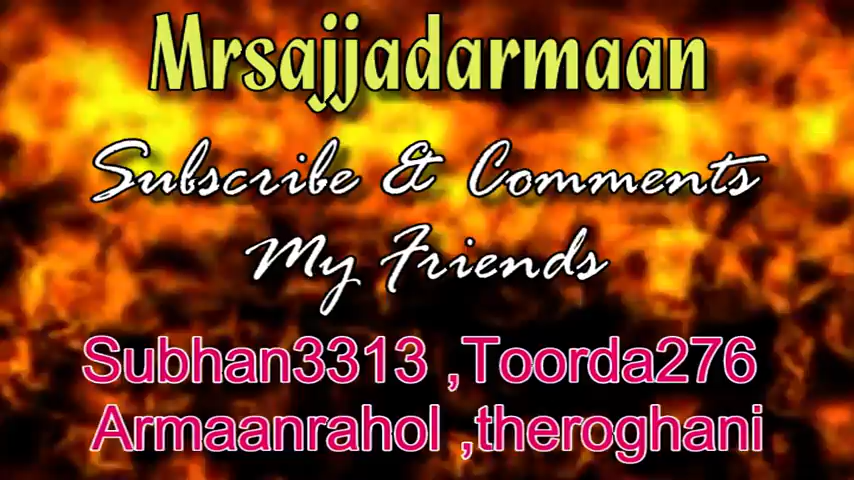 Mrsajjadarmaan
Subscribe & Comments
My Friends
Subhan3313 ,Toorda276
Armaanrahol ,theroghani